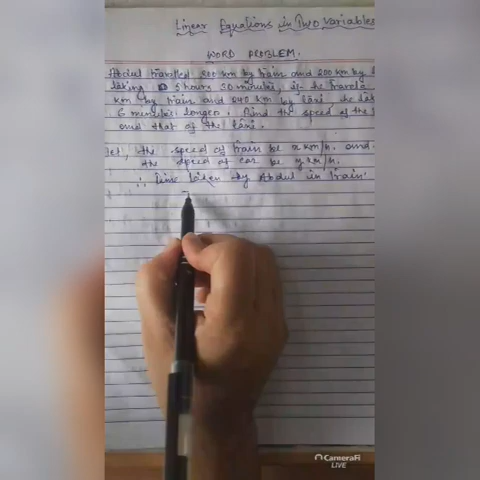 Linear Equations in Two Variables
WORD PROBLEM.
Abdul travelled 300 km by train and 200 km by
taking 5 hours 30 minutes, if he travels
km by train and 240 km by taxi, he
6 minutes longer. Find the speed of the
and that of the taxi.
let, the speed of train be x km/h. and
the speed of car be y km/h.
∴ Time taken by Abdul in train
CameraFi
LIVE